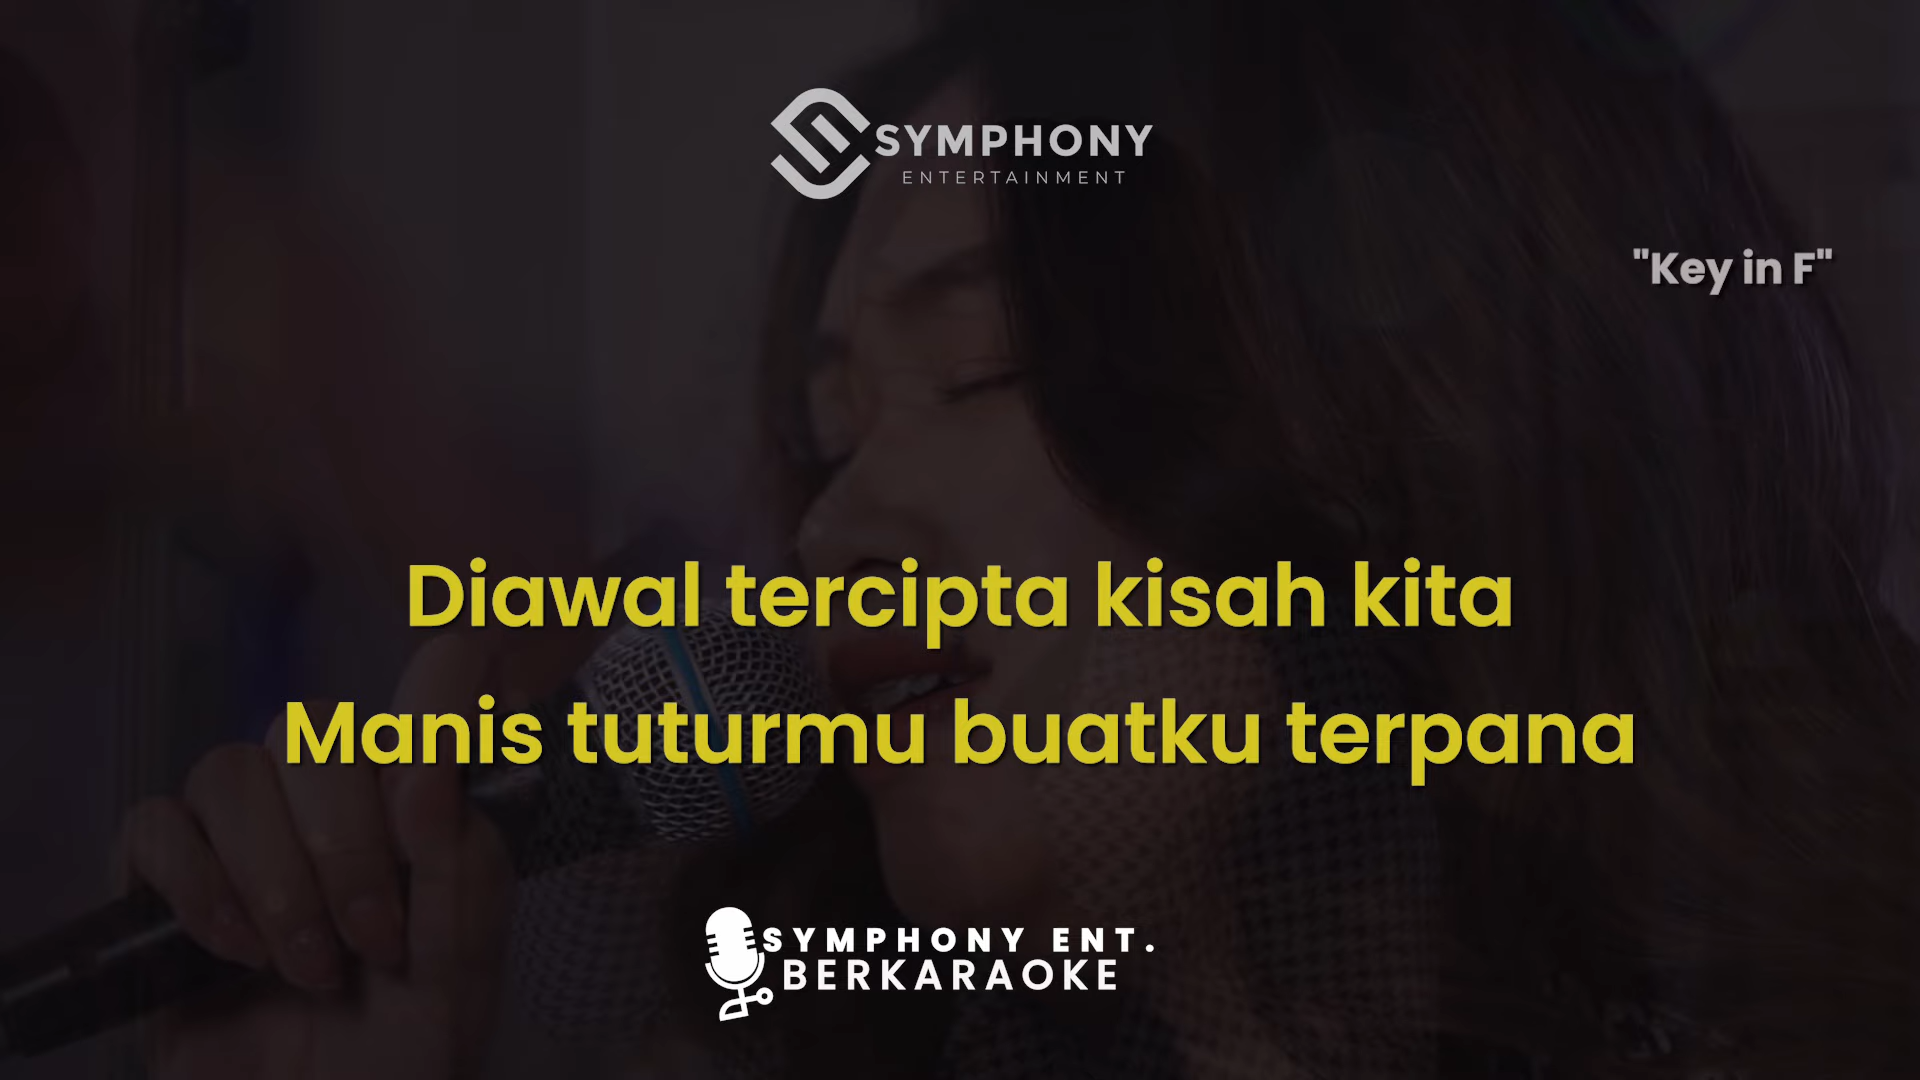 SYMPHONY
ENTERTAINMENT
"Key in F"
Diawal tercipta kisah kita
Manis tuturmu buatku terpana
SYMPHONY ENT.
BERKARAOKE